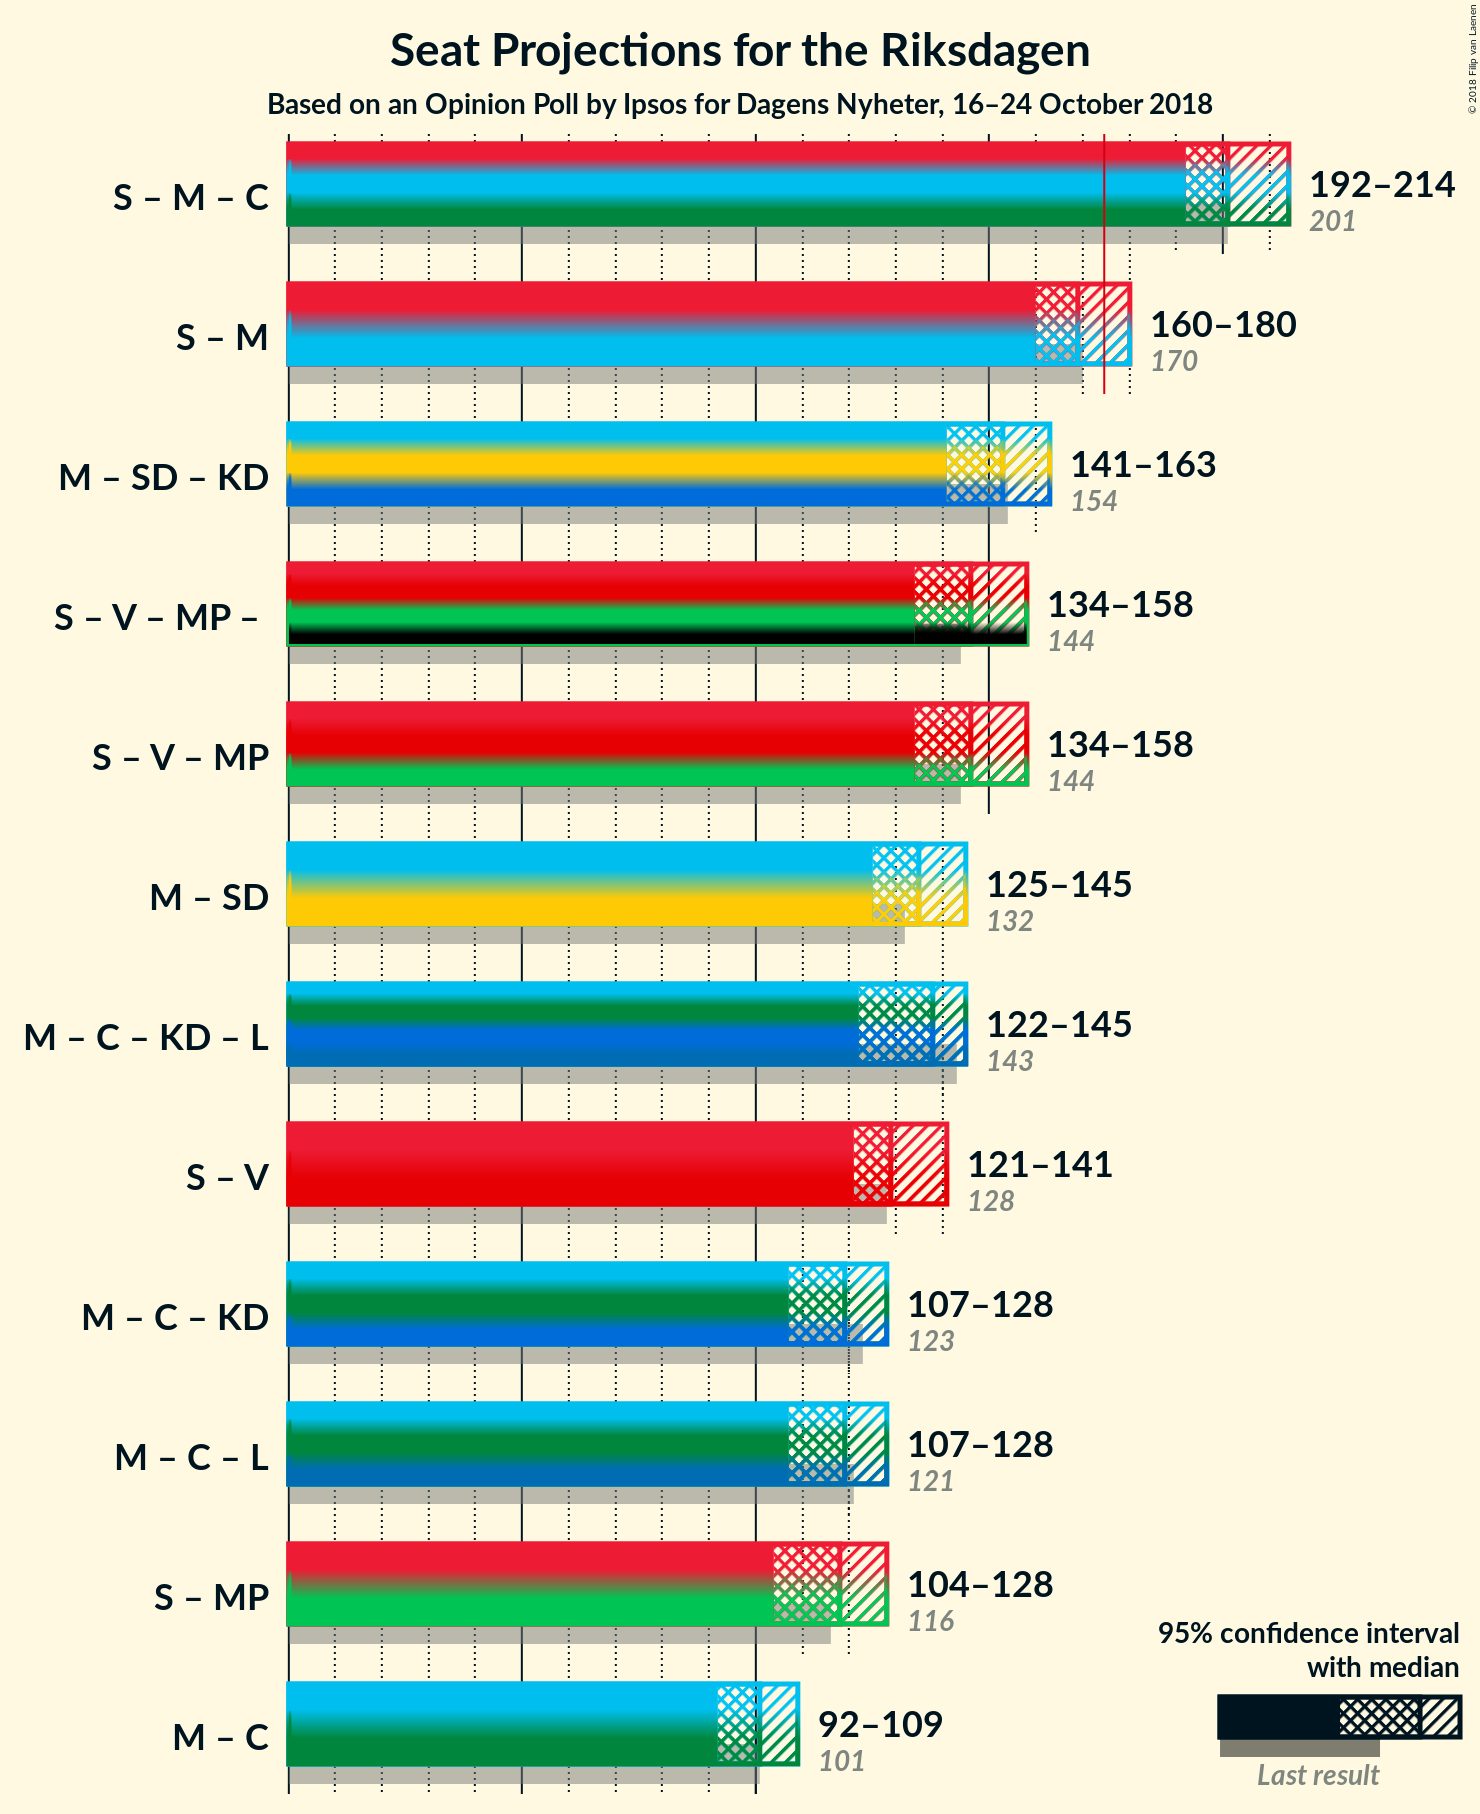 Seat Projections for the Riksdagen
Based on an Opinion Poll by Ipsos for Dagens Nyheter, 16–24 October 2018
© 2018 Filip van Laenen
S – M – C
192–214
201
S – M
160–180
170
M – SD – KD
141–163
154
S – V – MP –
134–158
144
S – V – MP
134–158
144
M – SD
125–145
132
M – C – KD – L
122–145
143
S – V
121–141
128
M – C – KD
107–128
123
M – C – L
107–128
121
S – MP
104–128
116
M – C
92–109
101
95% confidence interval
with median
Last result